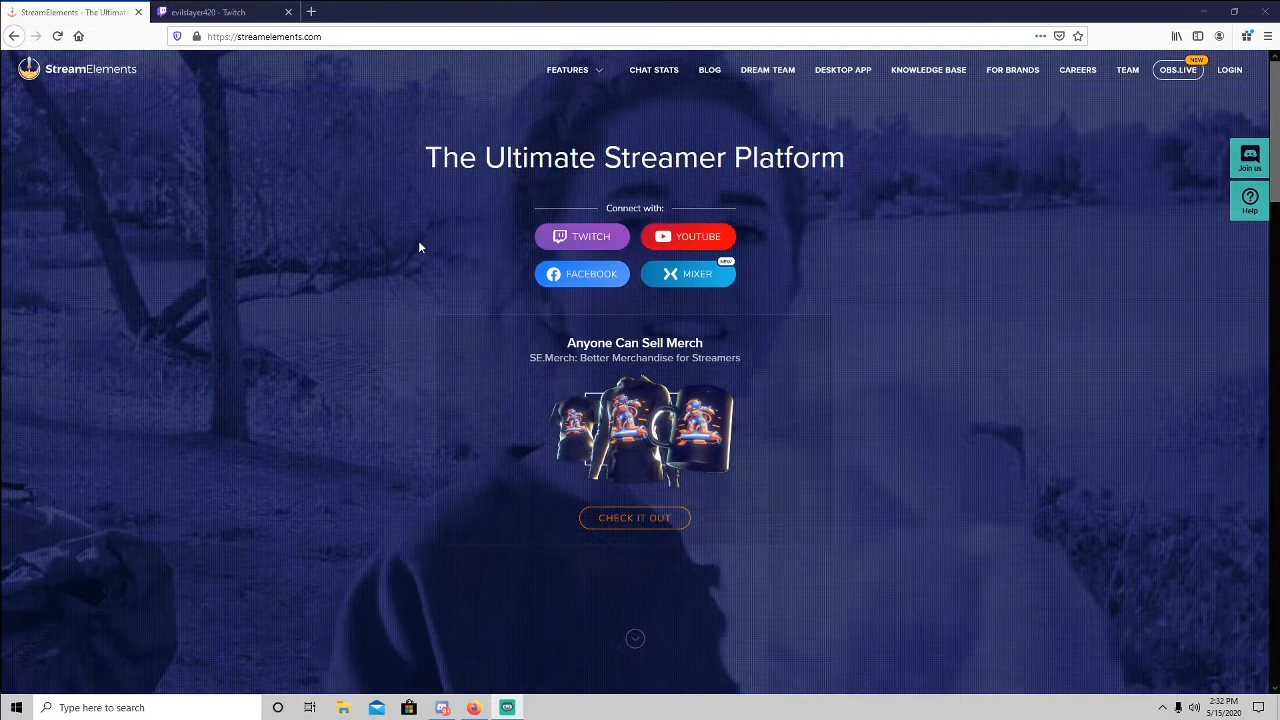 StreamElements - The Ultimate
evilslayer420 - Twitch
https://streamelements.com
StreamElements
FEATURES
CHAT STATS
BLOG
DREAM TEAM
DESKTOP APP
KNOWLEDGE BASE
FOR BRANDS
CAREERS
TEAM
NEW
OBS.LIVE
LOGIN
Join us
Help
The Ultimate Streamer Platform
Connect with:
TWITCH
YOUTUBE
FACEBOOK
NEW
MIXER
Anyone Can Sell Merch
SE.Merch: Better Merchandise for Streamers
CHECK IT OUT
Type here to search
2:32 PM
5/15/2020